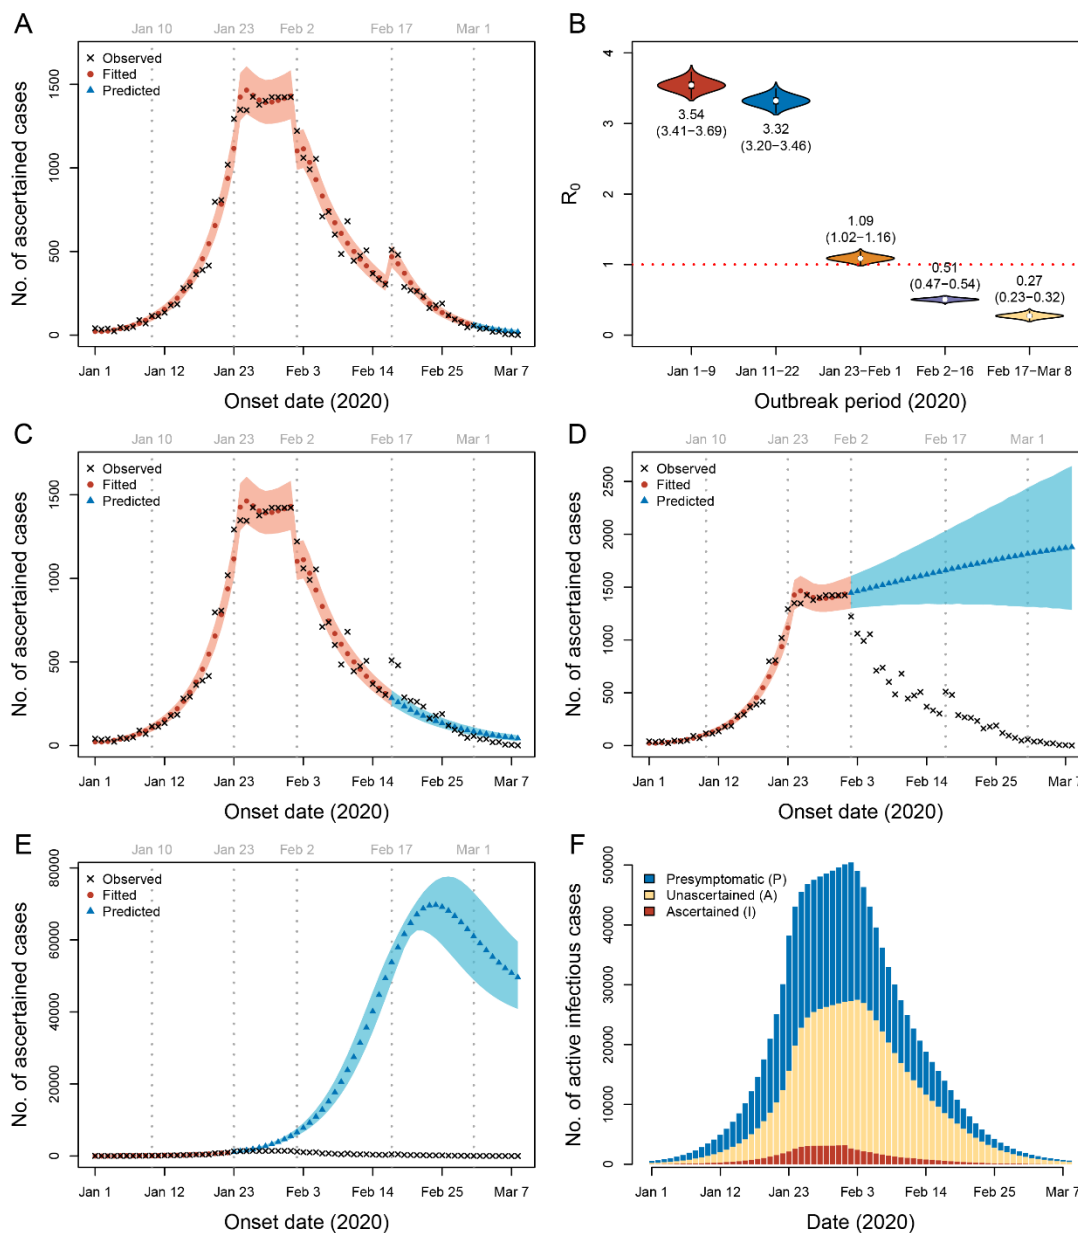 A
Jan 10 Jan 23 Feb 2 Feb 17 Mar 1
Observed
Fitted
Predicted
No. of ascertained cases
0 500 1000 1500
Jan 1 Jan 12 Jan 23 Feb 3 Feb 14 Feb 25 Mar 7
Onset date (2020)
B
R0
0 1 2 3 4
3.54
(3.41−3.69)
3.32
(3.20−3.46)
1.09
(1.02−1.16)
0.51
(0.47−0.54)
0.27
(0.23−0.32)
Jan 1−9 Jan 11−22 Jan 23−Feb 1 Feb 2−16 Feb 17−Mar 8
Outbreak period (2020)
C
Jan 10 Jan 23 Feb 2 Feb 17 Mar 1
Observed
Fitted
Predicted
No. of ascertained cases
0 500 1000 1500
Jan 1 Jan 12 Jan 23 Feb 3 Feb 14 Feb 25 Mar 7
Onset date (2020)
D
Jan 10 Jan 23 Feb 2 Feb 17 Mar 1
Observed
Fitted
Predicted
No. of ascertained cases
0 500 1000 1500 2000 2500
Jan 1 Jan 12 Jan 23 Feb 3 Feb 14 Feb 25 Mar 7
Onset date (2020)
E
Jan 10 Jan 23 Feb 2 Feb 17 Mar 1
Observed
Fitted
Predicted
No. of ascertained cases
0 20000 40000 60000 80000
Jan 1 Jan 12 Jan 23 Feb 3 Feb 14 Feb 25 Mar 7
Onset date (2020)
F
Presymptomatic (P)
Unascertained (A)
Ascertained (I)
No. of active infectious cases
0 10000 20000 30000 40000 50000
Jan 1 Jan 12 Jan 23 Feb 3 Feb 14 Feb 25 Mar 7
Date (2020)